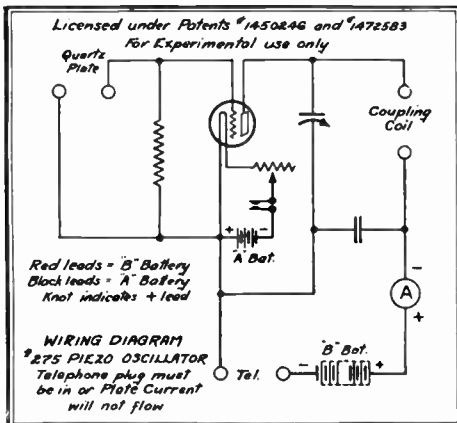 Licensed under Patents #1450246 and #1472583
For Experimental use only
Quartz
Plate
Coupling
Coil
+ -
"A" Bat.
Red leads = "B" Battery
Black leads = "A" Battery
Knot indicates + lead
-
A
+
WIRING DIAGRAM
#275 PIEZO OSCILLATOR
Telephone plug must
be in or Plate Current
will not flow
Tel.
- "B" Bat. +